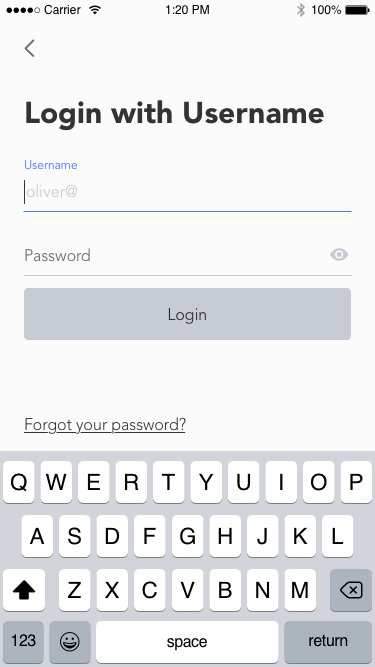 Carrier 1:20 PM 100%
Login with Username
Username
oliver@
Password
Login
Forgot your password?
Q W E R T Y U I O P
A S D F G H J K L
Z X C V B N M
123 space return